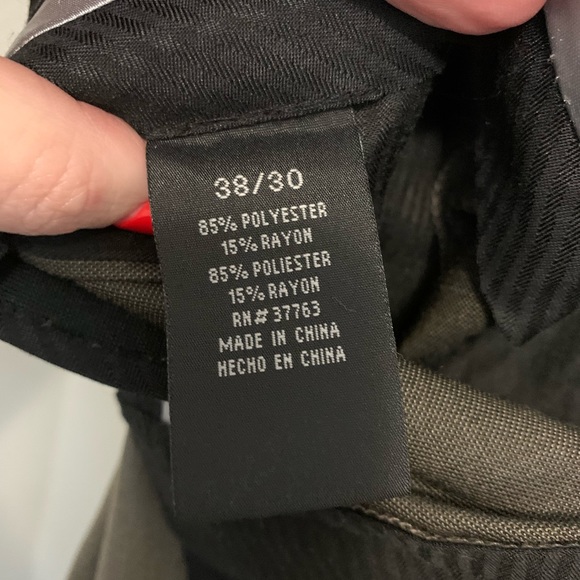 38/30
85% POLYESTER
15% RAYON
85% POLIESTER
15% RAYON
RN# 37763
MADE IN CHINA
HECHO EN CHINA